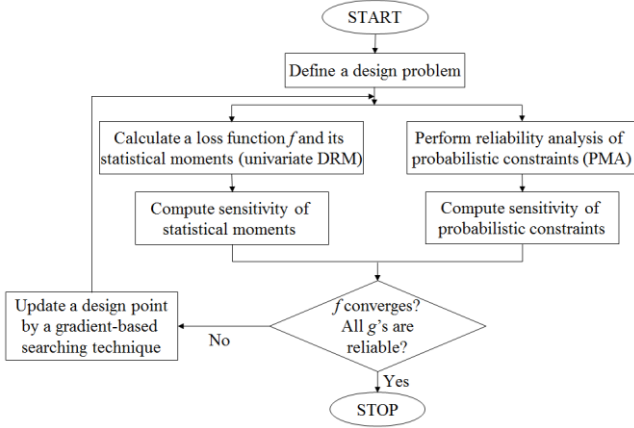 START
Define a design problem
Calculate a loss function f and its
statistical moments (univariate DRM)
Perform reliability analysis of
probabilistic constraints (PMA)
Compute sensitivity of
statistical moments
Compute sensitivity of
probabilistic constraints
Update a design point
by a gradient-based
searching technique
f converges?
All g's are
reliable?
No
Yes
STOP